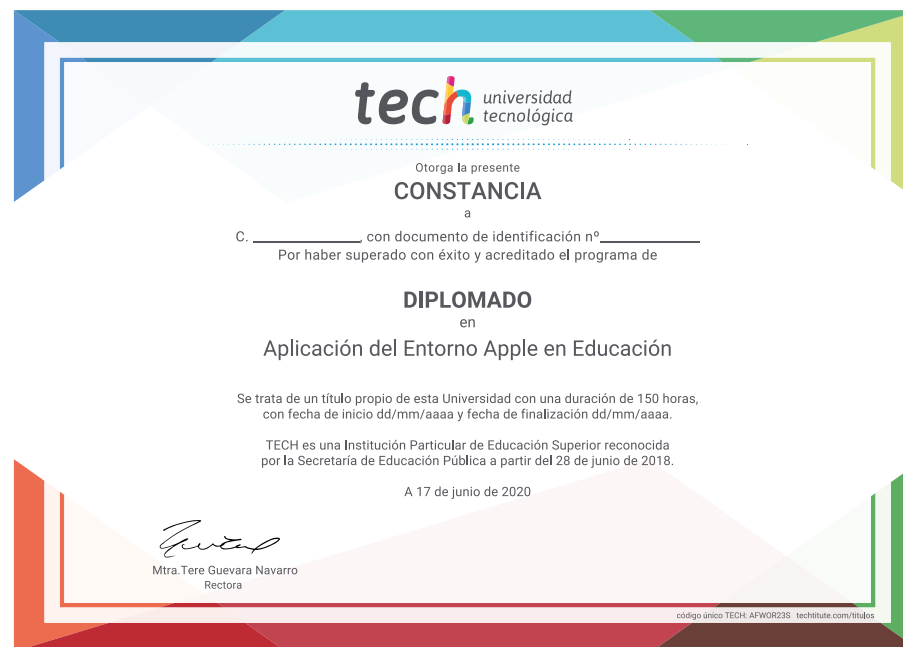 tech universidad
tecnológica
Otorga la presente
CONSTANCIA
a
C. ____________, con documento de identificación nº____________
Por haber superado con éxito y acreditado el programa de
DIPLOMADO
en
Aplicación del Entorno Apple en Educación
Se trata de un título propio de esta Universidad con una duración de 150 horas,
con fecha de inicio dd/mm/aaaa y fecha de finalización dd/mm/aaaa.
TECH es una Institución Particular de Educación Superior reconocida
por la Secretaría de Educación Pública a partir del 28 de junio de 2018.
A 17 de junio de 2020
Mtra.Tere Guevara Navarro
Rectora
código único TECH: AFWOR23S techtitute.com/titulos